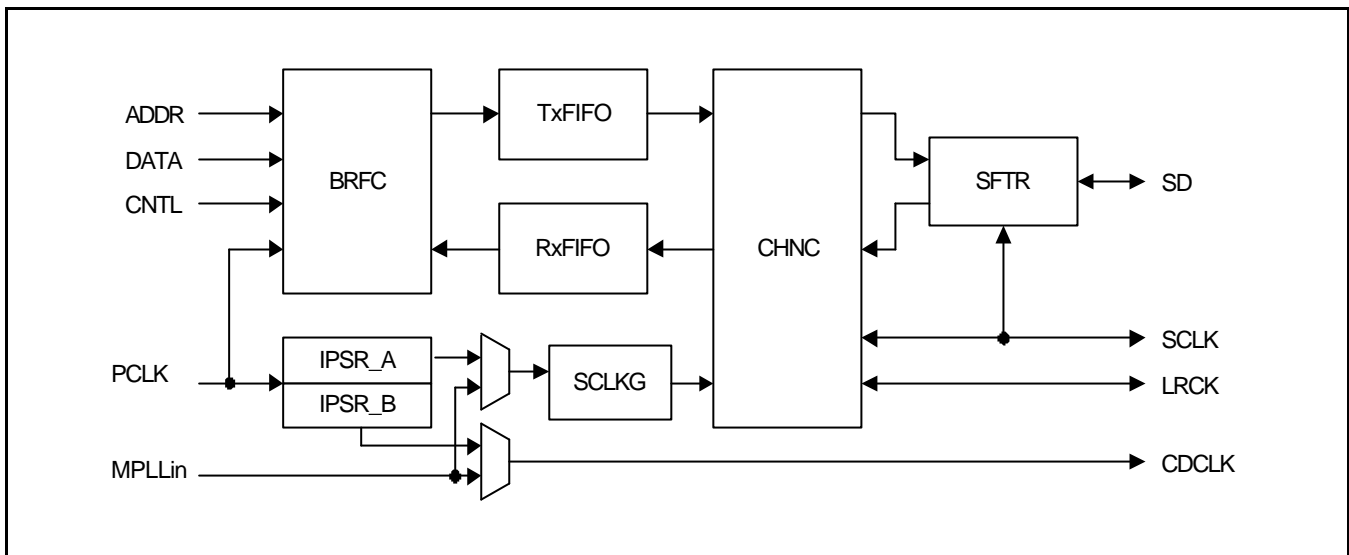 ADDR
DATA
CNTL
BRFC
TxFIFO
RxFIFO
CHNC
SFTR
SD
PCLK
IPSR_A
IPSR_B
SCLKG
SCLK
LRCK
MPLLin
CDCLK